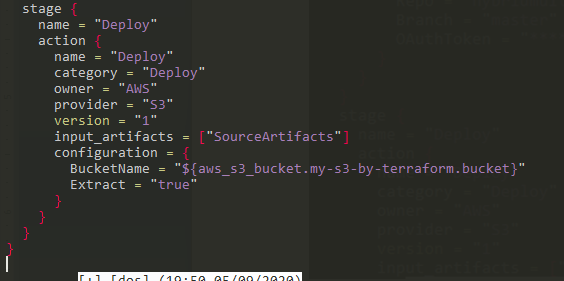 stage {
name = "Deploy"
action {
name = "Deploy"
category = "Deploy"
owner = "AWS"
provider = "S3"
version = "1"
input_artifacts = ["SourceArtifacts"]
configuration = {
BucketName = "${aws_s3_bucket.my-s3-by-terraform.bucket}"
Extract = "true"
}
}
}
}
[+] [dos] (19:50 05/09/2020)
stage